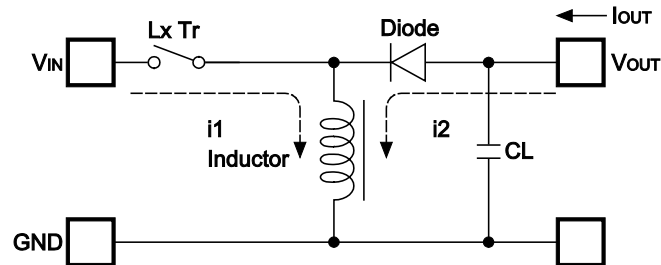 Lx Tr
Diode
IOUT
VIN
VOUT
i1
Inductor
i2
CL
GND